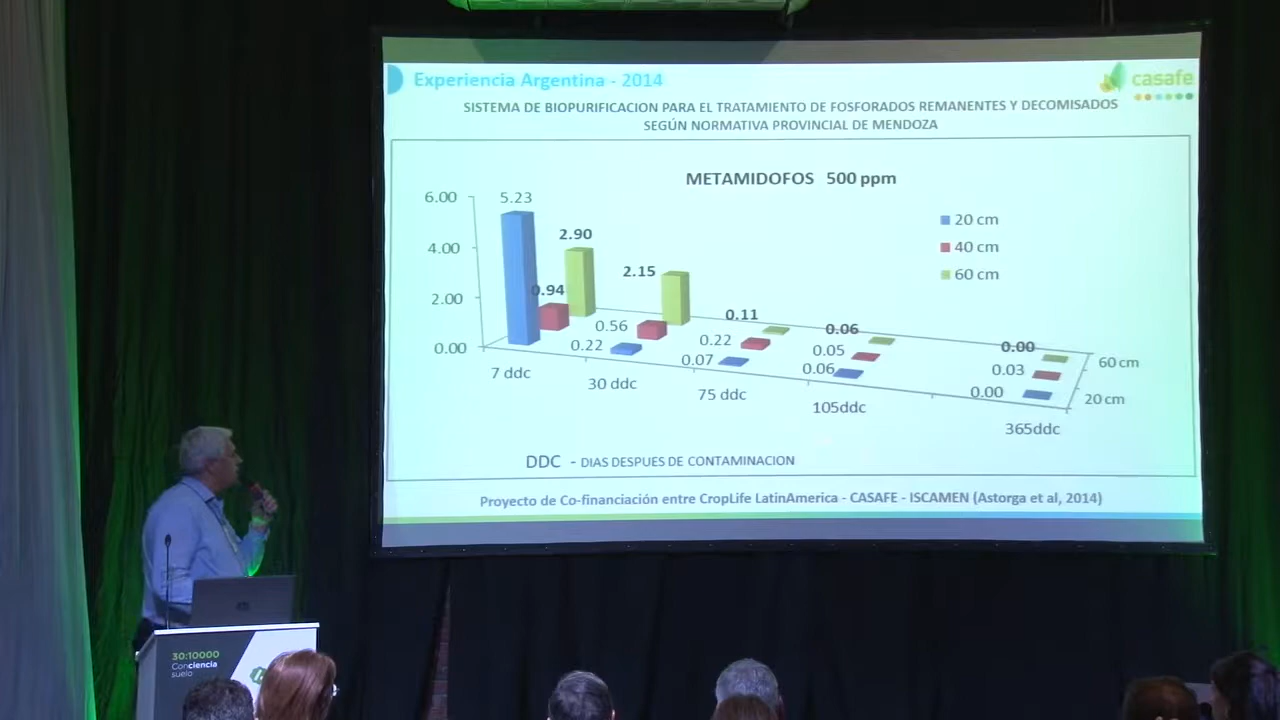 Experiencia Argentina - 2014
casafe
SISTEMA DE BIOPURIFICACION PARA EL TRATAMIENTO DE FOSFORADOS REMANENTES Y DECOMISADOS
SEGÚN NORMATIVA PROVINCIAL DE MENDOZA
METAMIDOFOS 500 ppm
6.00
4.00
2.00
0.00
5.23
2.90
0.94
2.15
0.56
0.22
0.11
0.22
0.07
0.06
0.05
0.06
0.00
0.03
0.00
20 cm
40 cm
60 cm
60 cm
20 cm
7 ddc
30 ddc
75 ddc
105ddc
365ddc
DDC - DIAS DESPUES DE CONTAMINACION
Proyecto de Co-financiación entre CropLife LatinAmerica - CASAFE - ISCAMEN (Astorga et al, 2014)
30:10000
Conciencia
suelo